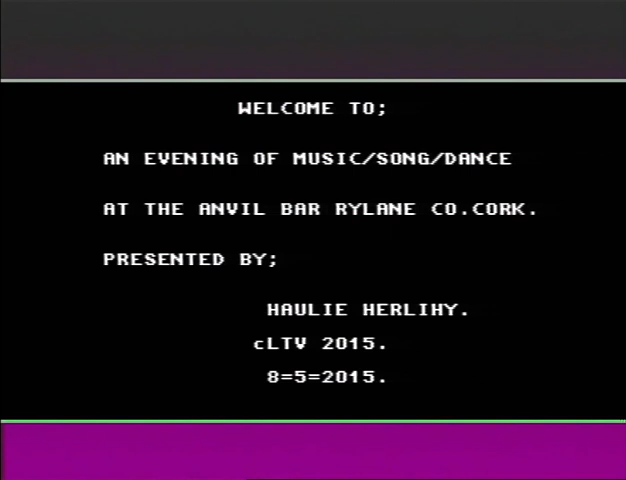 WELCOME TO;
AN EVENING OF MUSIC/SONG/DANCE
AT THE ANVIL BAR RYLANE CO.CORK.
PRESENTED BY;
HAULIE HERLIHY.
cLTV 2015.
8=5=2015.